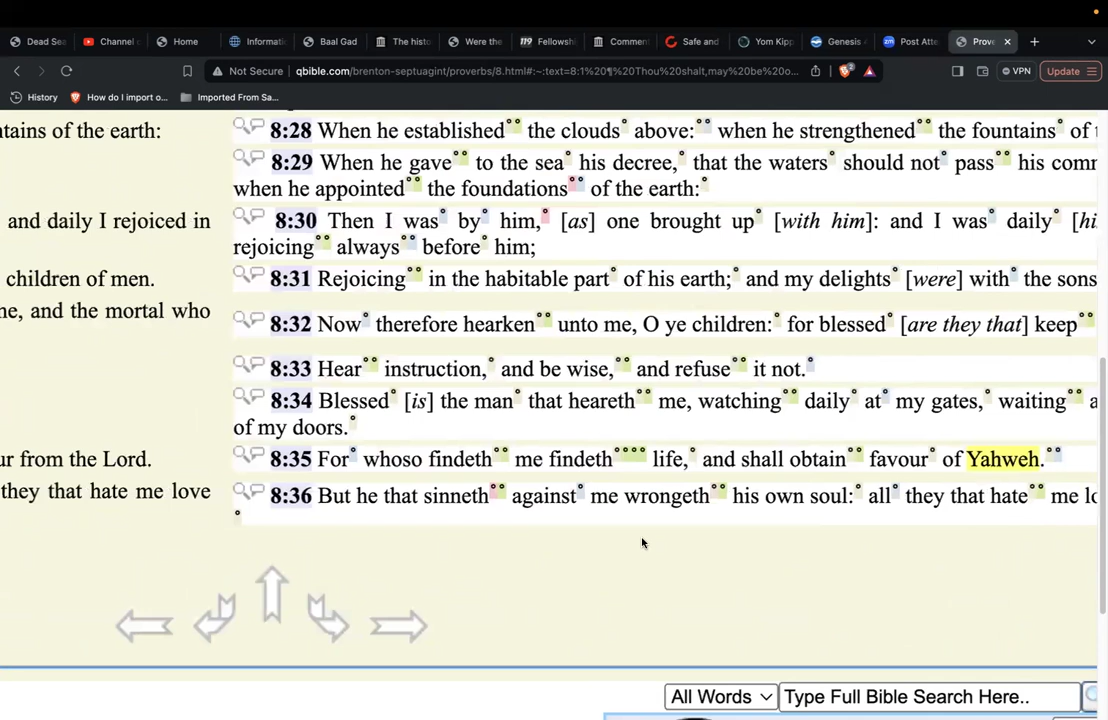 Dead Sea
Channel c
Home
Informati
Baal Gad
The histo
Were the
119 Fellowsh
Comment
Safe and
Yom Kipp
Genesis A
zm Post Atte
Prove
Not Secure qbible.com/brenton-septuagint/proverbs/8.html#:~:text=8:1%20¶%20Thou%20shalt,may%20be%20o...
VPN
Update
History
How do I import o...
Imported From Sa...
ntains of the earth:
8:28 When he established the clouds above: when he strengthened the fountains of t
8:29 When he gave to the sea his decree, that the waters should not pass his comm
when he appointed the foundations of the earth:
and daily I rejoiced in
8:30 Then I was by him, [as] one brought up [with him]: and I was daily [hi
rejoicing always before him;
children of men.
8:31 Rejoicing in the habitable part of his earth; and my delights [were] with the sons
ne, and the mortal who
8:32 Now therefore hearken unto me, O ye children: for blessed [are they that] keep
8:33 Hear instruction, and be wise, and refuse it not.
8:34 Blessed [is] the man that heareth me, watching daily at my gates, waiting a
of my doors.
ur from the Lord.
8:35 For whoso findeth me findeth life, and shall obtain favour of Yahweh.
they that hate me love
8:36 But he that sinneth against me wrongeth his own soul: all they that hate me lo
All Words
Type Full Bible Search Here..